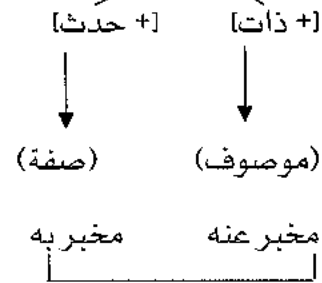 [+ ذات] [+ حدث]
(موصوف) (صفة)
مخبر عنه مخبر به